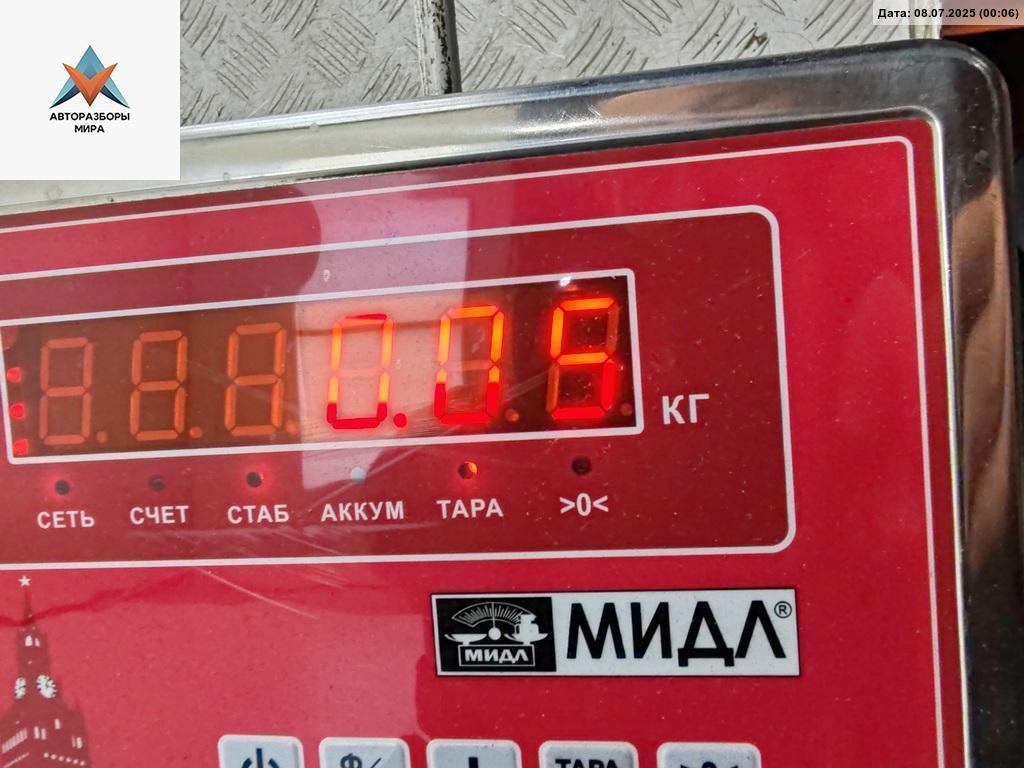 Дата: 08.07.2025 (00:06)
АВТОРАЗБОРЫ
МИРА
0.05
КГ
СЕТЬ СЧЕТ СТАБ АККУМ ТАРА >0<
МИДЛ
МИДЛ®
ТАРА